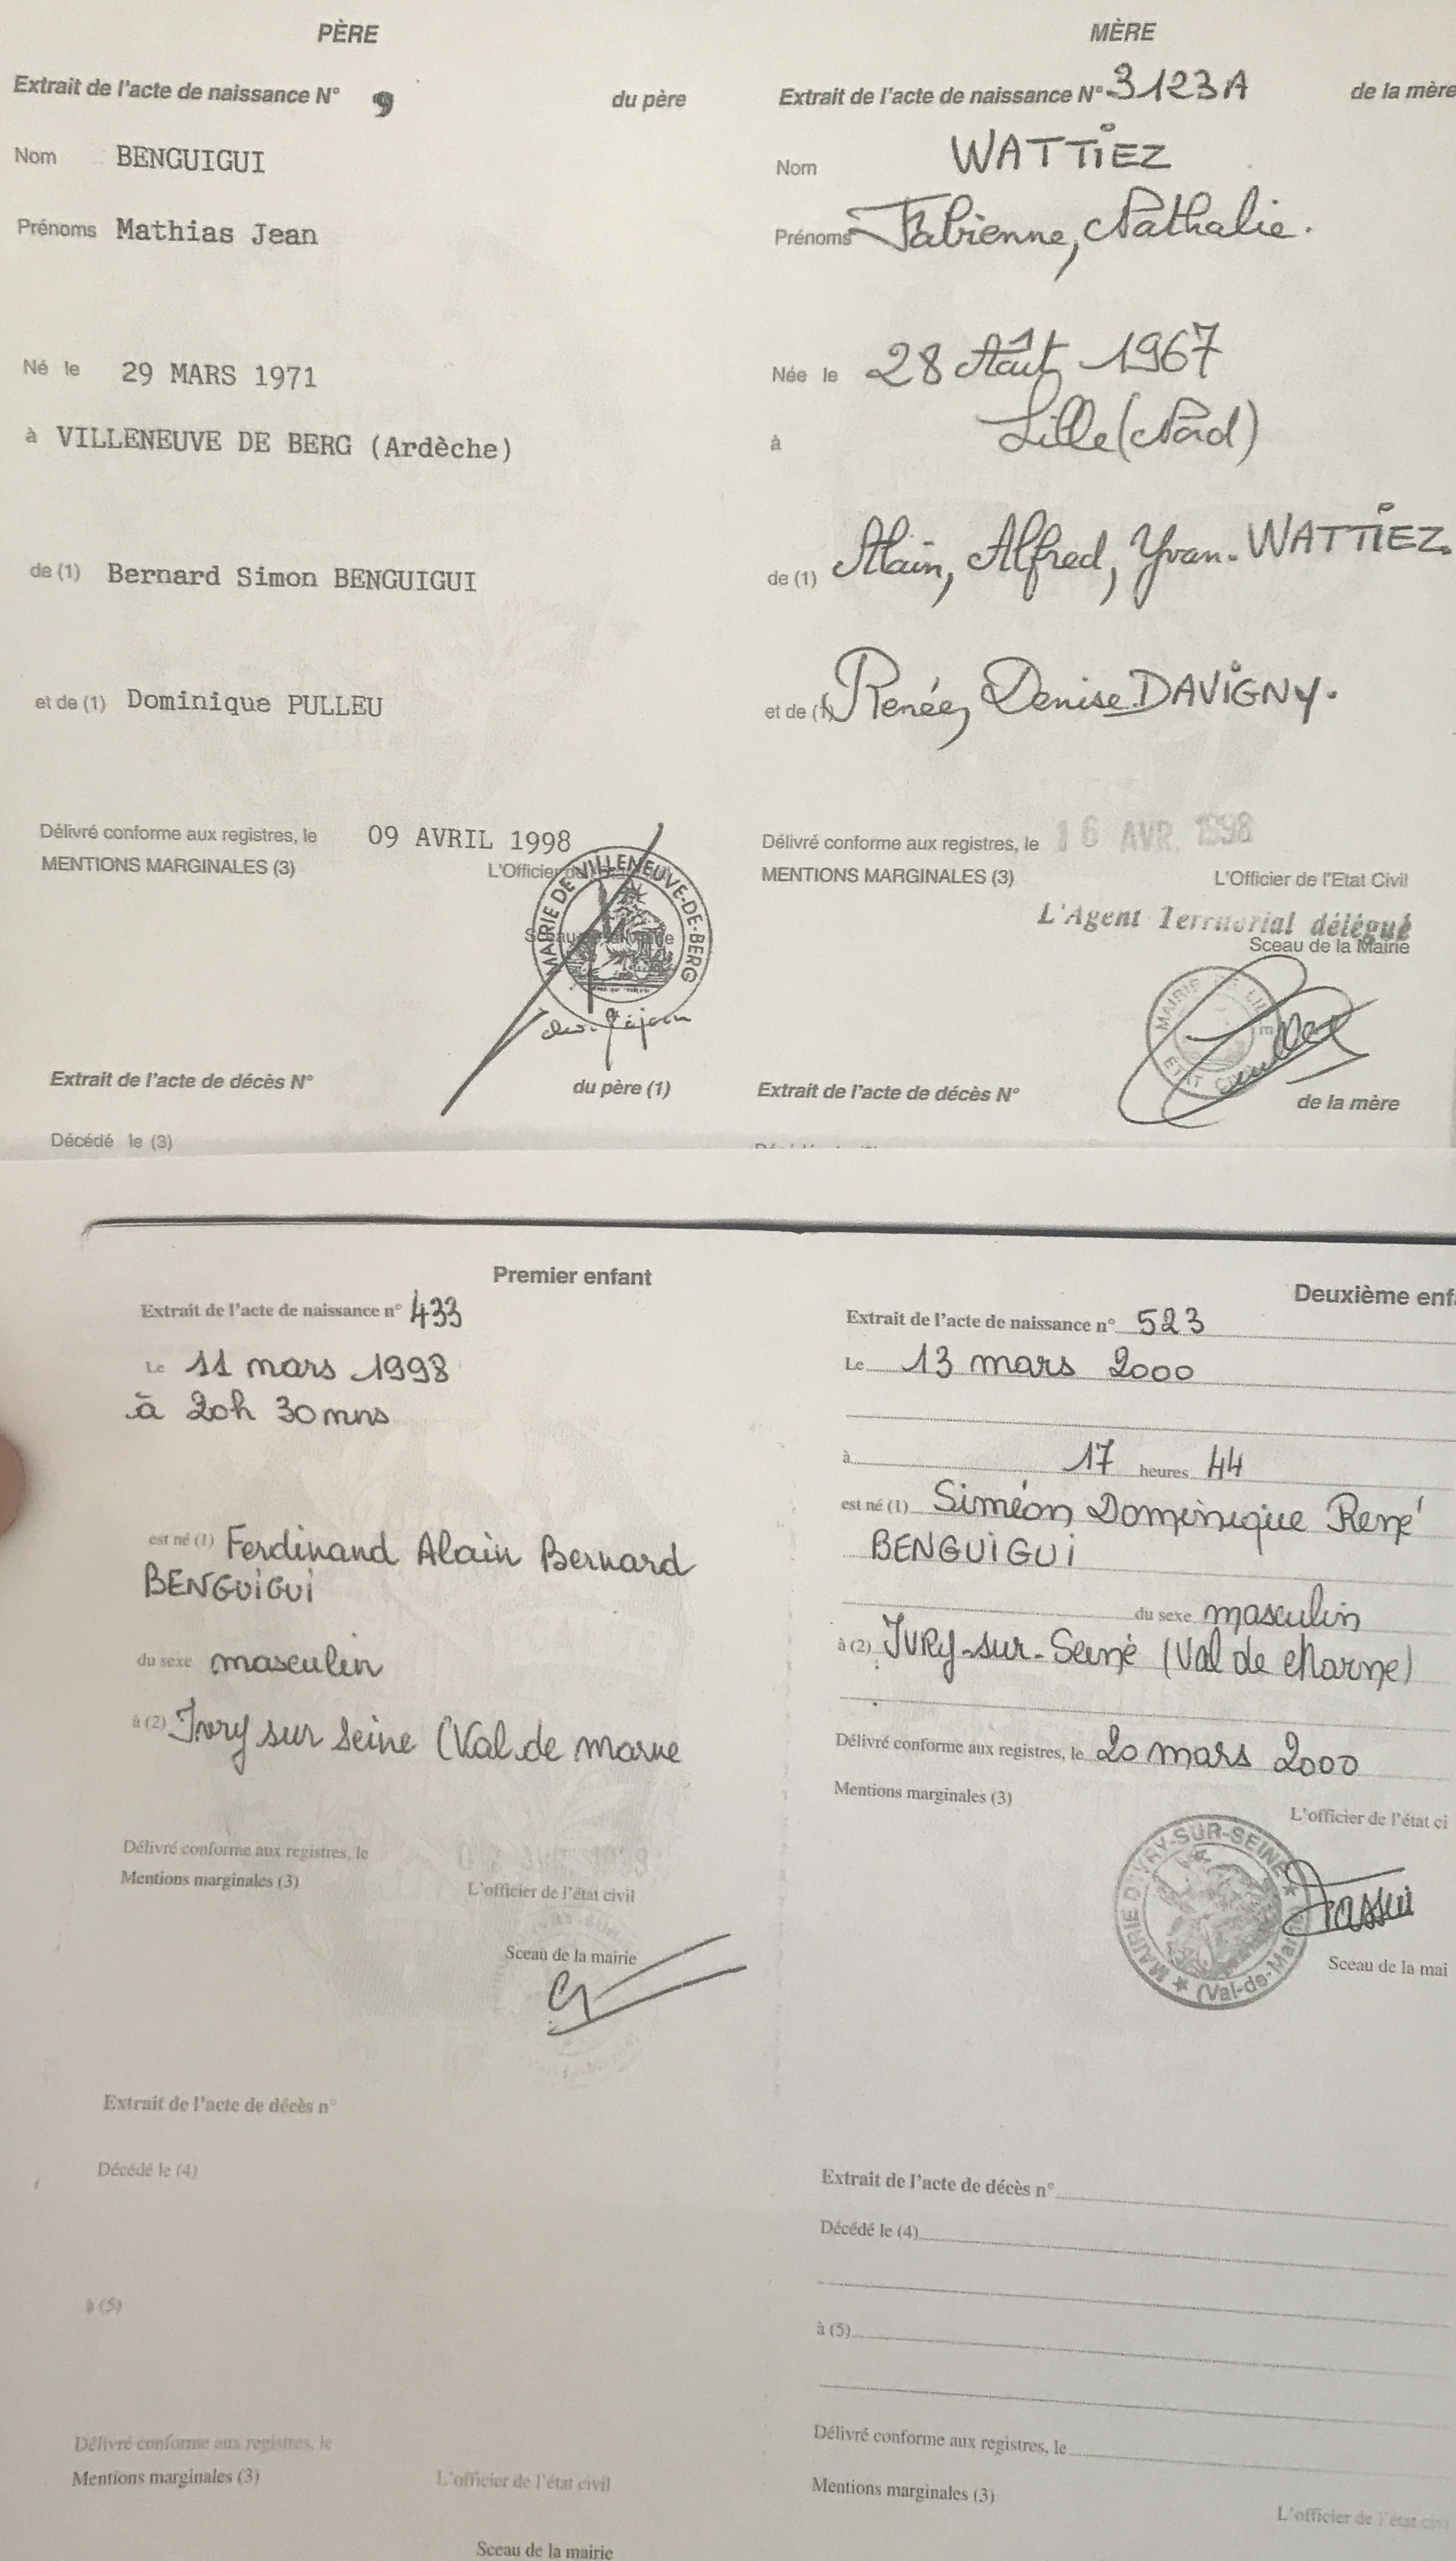 PÈRE
Extrait de l'acte de naissance N° 9 du père
Nom BENGUIGUI
Prénoms Mathias Jean
Né le 29 MARS 1971
à VILLENEUVE DE BERG (Ardèche)
de (1) Bernard Simon BENGUIGUI
et de (1) Dominique PULLEU
Délivré conforme aux registres, le 09 AVRIL 1998
MENTIONS MARGINALES (3)
L'Officier
MAIRIE DE VILLENEUVE-DE-BERG
Extrait de l'acte de décès N° du père (1)
Décédé le (3)
MÈRE
Extrait de l'acte de naissance N° 3123A de la mère
Nom WATTiEZ
Prénoms Fabienne, Nathalie.
Née le 28 Août 1967
à Lille (Nord)
de (1) Alain, Alfred, Yvan. WATTiEZ.
et de (1) Renée, Denise DAViGNY.
Délivré conforme aux registres, le 16 AVR. 1998
MENTIONS MARGINALES (3)
L'Officier de l'Etat Civil
L'Agent Territorial délégué
Sceau de la Mairie
MAIRIE DE LILLE
ÉTAT CIVIL
Extrait de l'acte de décès N° de la mère
Premier enfant
Extrait de l'acte de naissance n° 433
Le 11 mars 1998
à 20h 30mns
est né (1) Ferdinand Alain Bernard
BENGUiGUi
du sexe masculin
à (2) Ivry sur Seine (Val de marne
Délivré conforme aux registres, le
Mentions marginales (3)
L'officier de l'état civil
Sceau de la mairie
Extrait de l'acte de décès n°
Décédé le (4)
à (5)
Délivré conforme aux registres, le
Mentions marginales (3)
L'officier de l'état civil
Sceau de la mairie
Deuxième enf
Extrait de l'acte de naissance n° 523
Le 13 mars 2000
à 17 heures 44
est né (1) Siméon Dominique René
BENGUiGUi
du sexe masculin
à (2) IVRy-sur-Seine (Val de Marne)
Délivré conforme aux registres, le 20 mars 2000
Mentions marginales (3)
L'officier de l'état ci
MAIRIE D'IVRY-SUR-SEINE
(Val-de-Mar
Sceau de la mai
Extrait de l'acte de décès n°
Décédé le (4)
à (5)
Délivré conforme aux registres, le
Mentions marginales (3)
L'officier de l'état civi